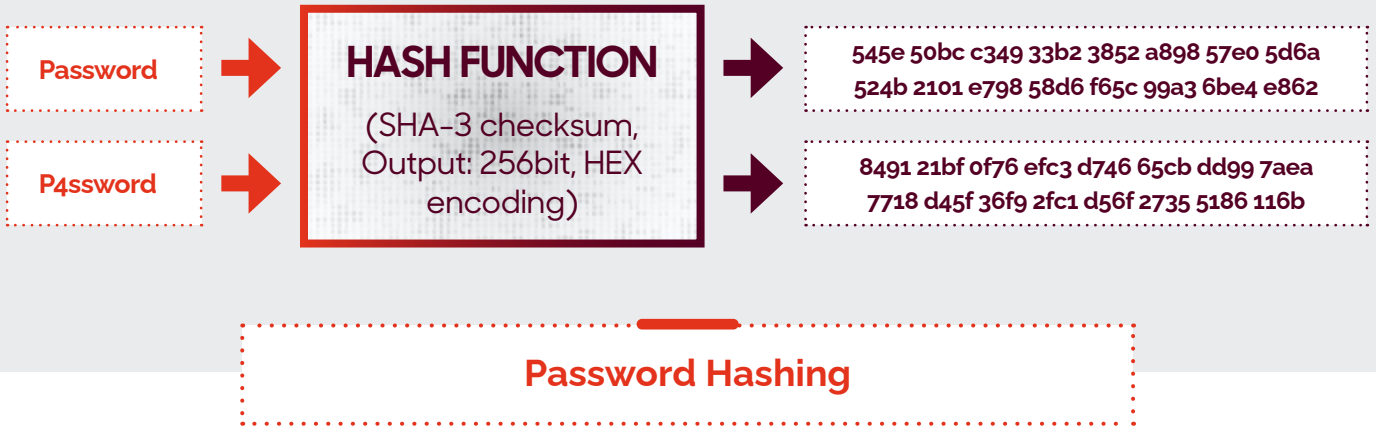 Password
HASH FUNCTION
(SHA-3 checksum,
Output: 256bit, HEX
encoding)
545e 50bc c349 33b2 3852 a898 57e0 5d6a
524b 2101 e798 58d6 f65c 99a3 6be4 e862
P4ssword
8491 21bf 0f76 efc3 d746 65cb dd99 7aea
7718 d45f 36f9 2fc1 d56f 2735 5186 116b
Password Hashing